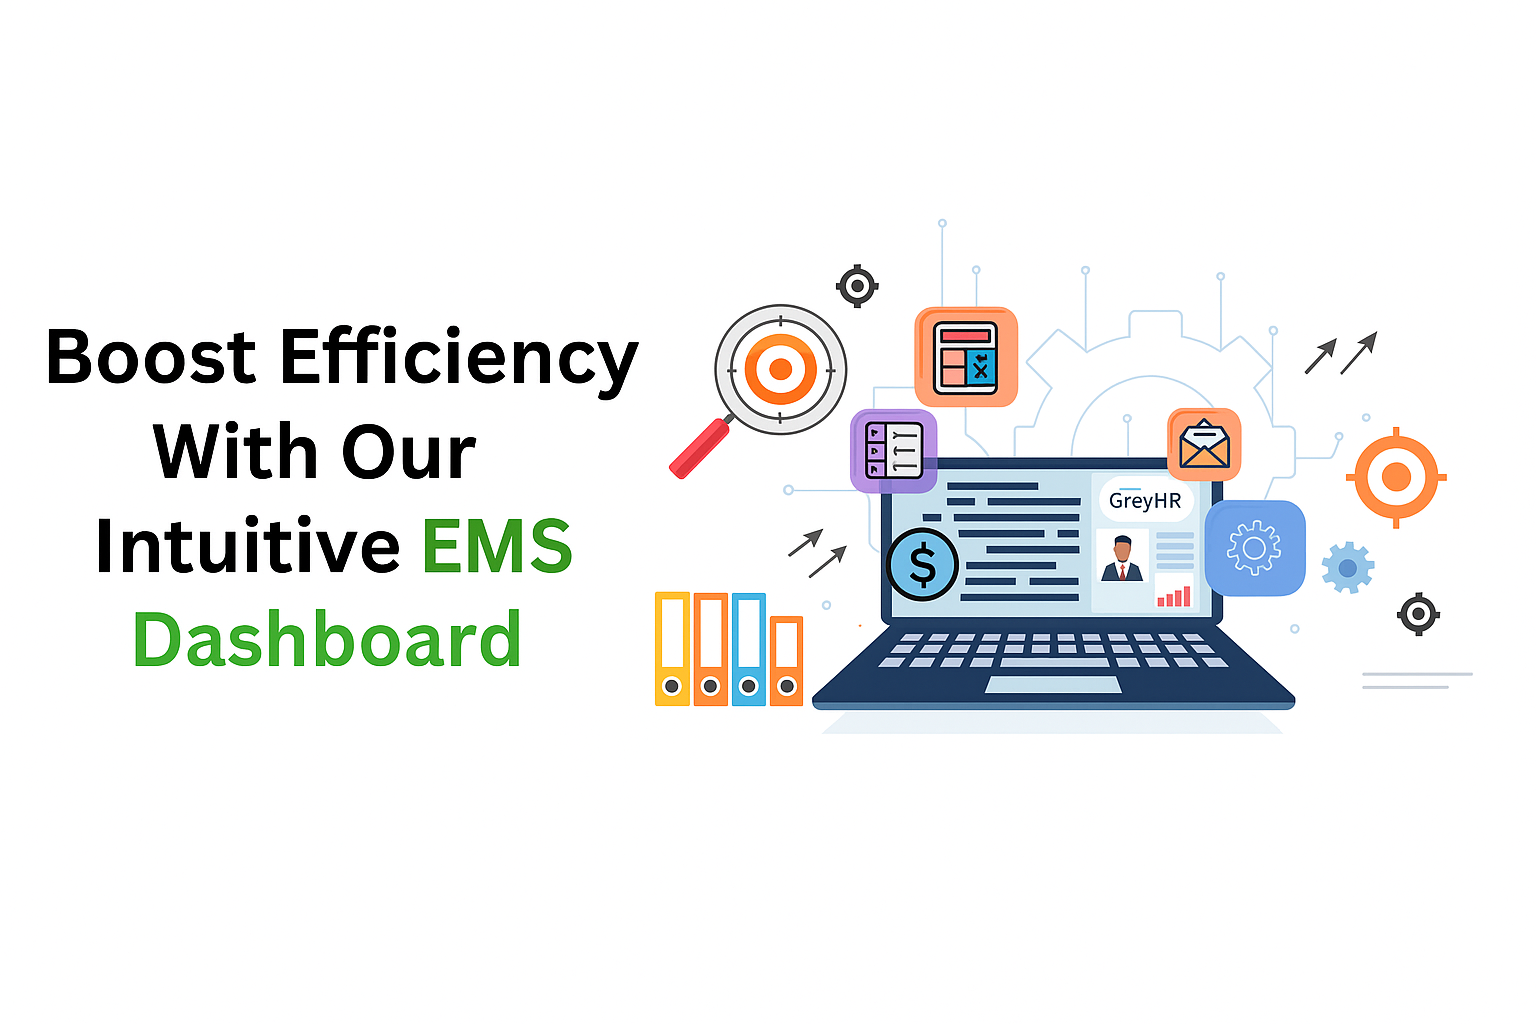 Boost Efficiency
With Our
Intuitive EMS
Dashboard
GreyHR
$